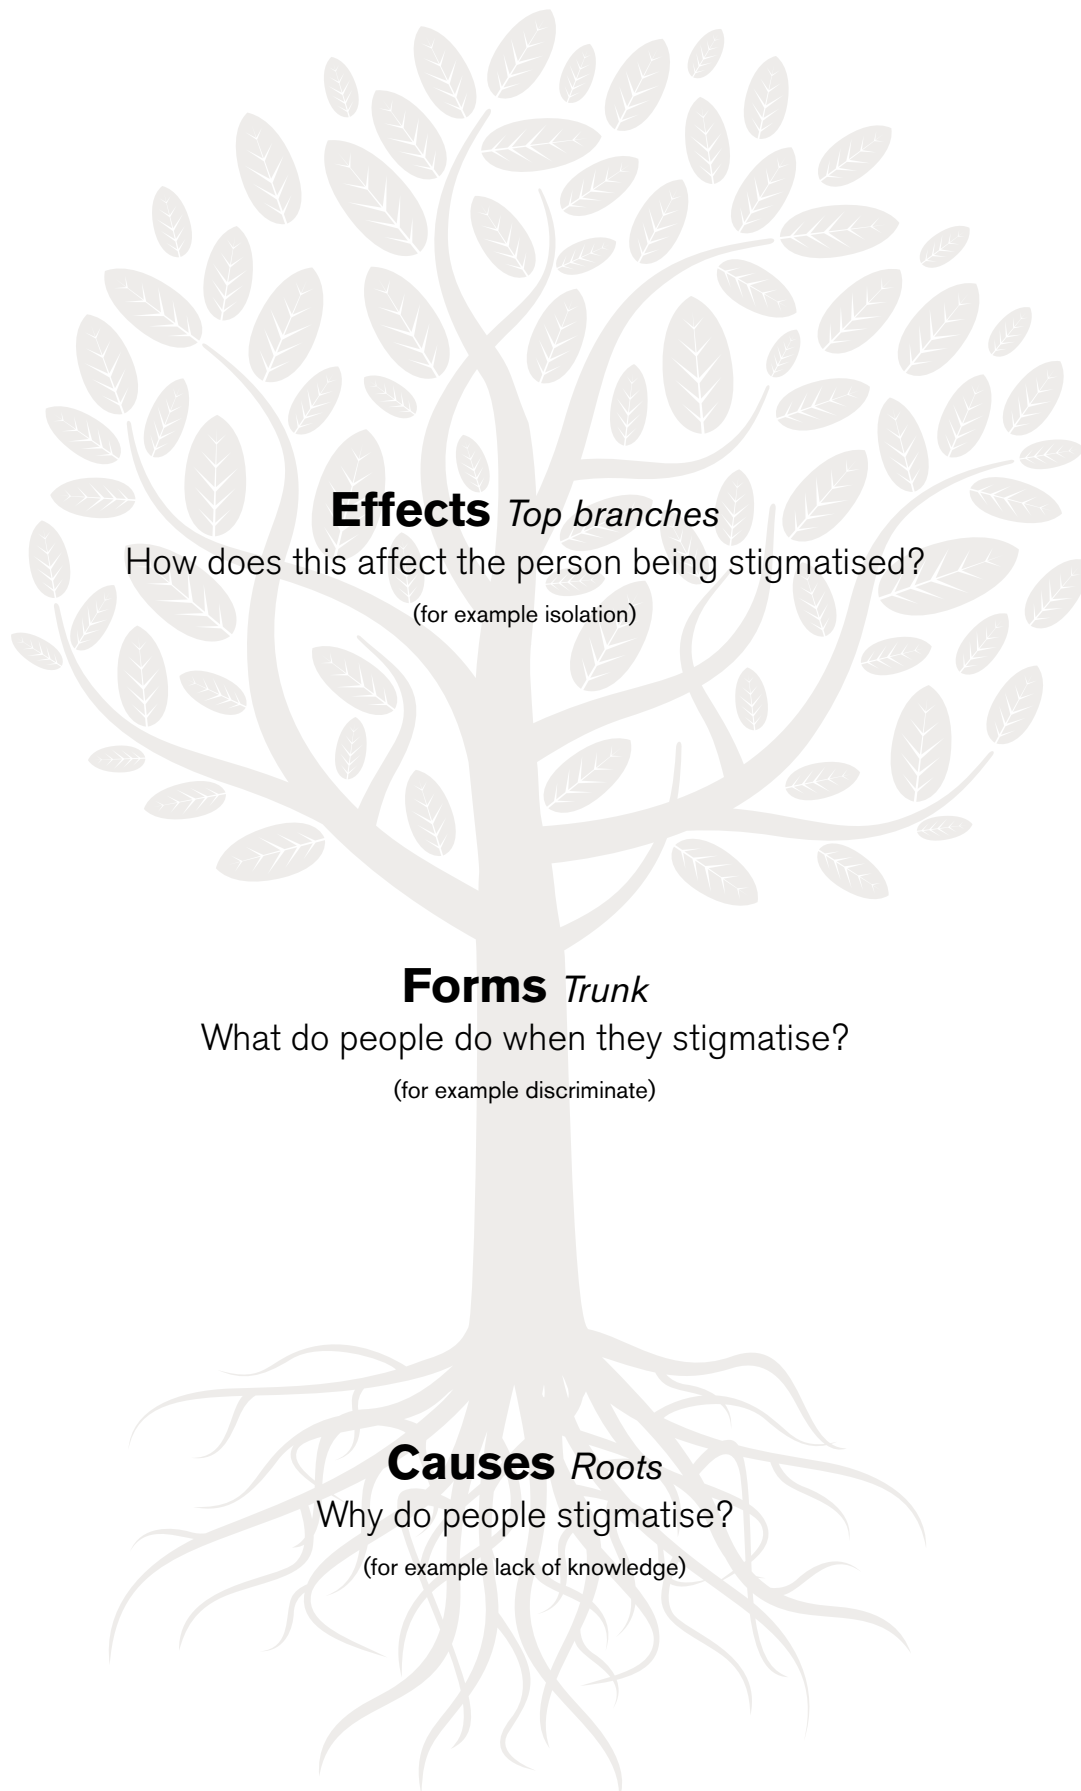 Effects Top branches
How does this affect the person being stigmatised?
(for example isolation)
Forms Trunk
What do people do when they stigmatise?
(for example discriminate)
Causes Roots
Why do people stigmatise?
(for example lack of knowledge)